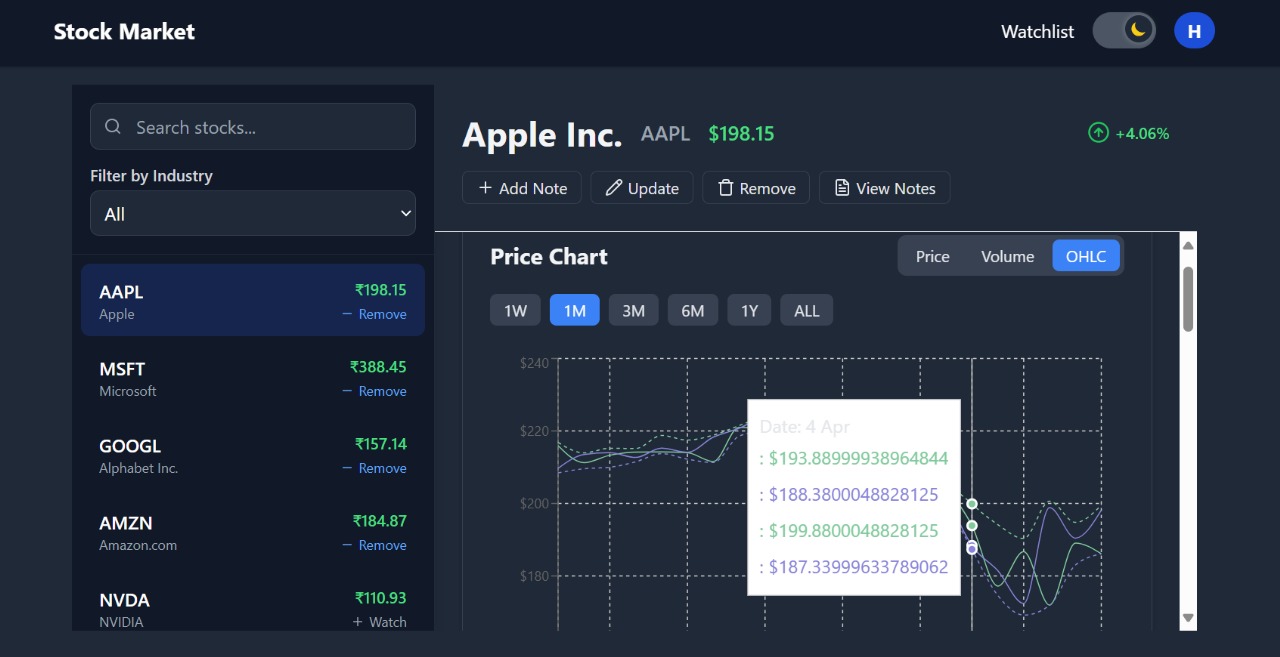 Stock Market
Watchlist
H
Search stocks...
Filter by Industry
All
AAPL ₹198.15
Apple − Remove
MSFT ₹388.45
Microsoft − Remove
GOOGL ₹157.14
Alphabet Inc. − Remove
AMZN ₹184.87
Amazon.com − Remove
NVDA ₹110.93
NVIDIA + Watch
Apple Inc. AAPL $198.15 +4.06%
+ Add Note Update Remove View Notes
Price Chart Price Volume OHLC
1W 1M 3M 6M 1Y ALL
$240
$220
$200
$180
Date: 4 Apr
: $193.88999938964844
: $188.3800048828125
: $199.8800048828125
: $187.33999633789062